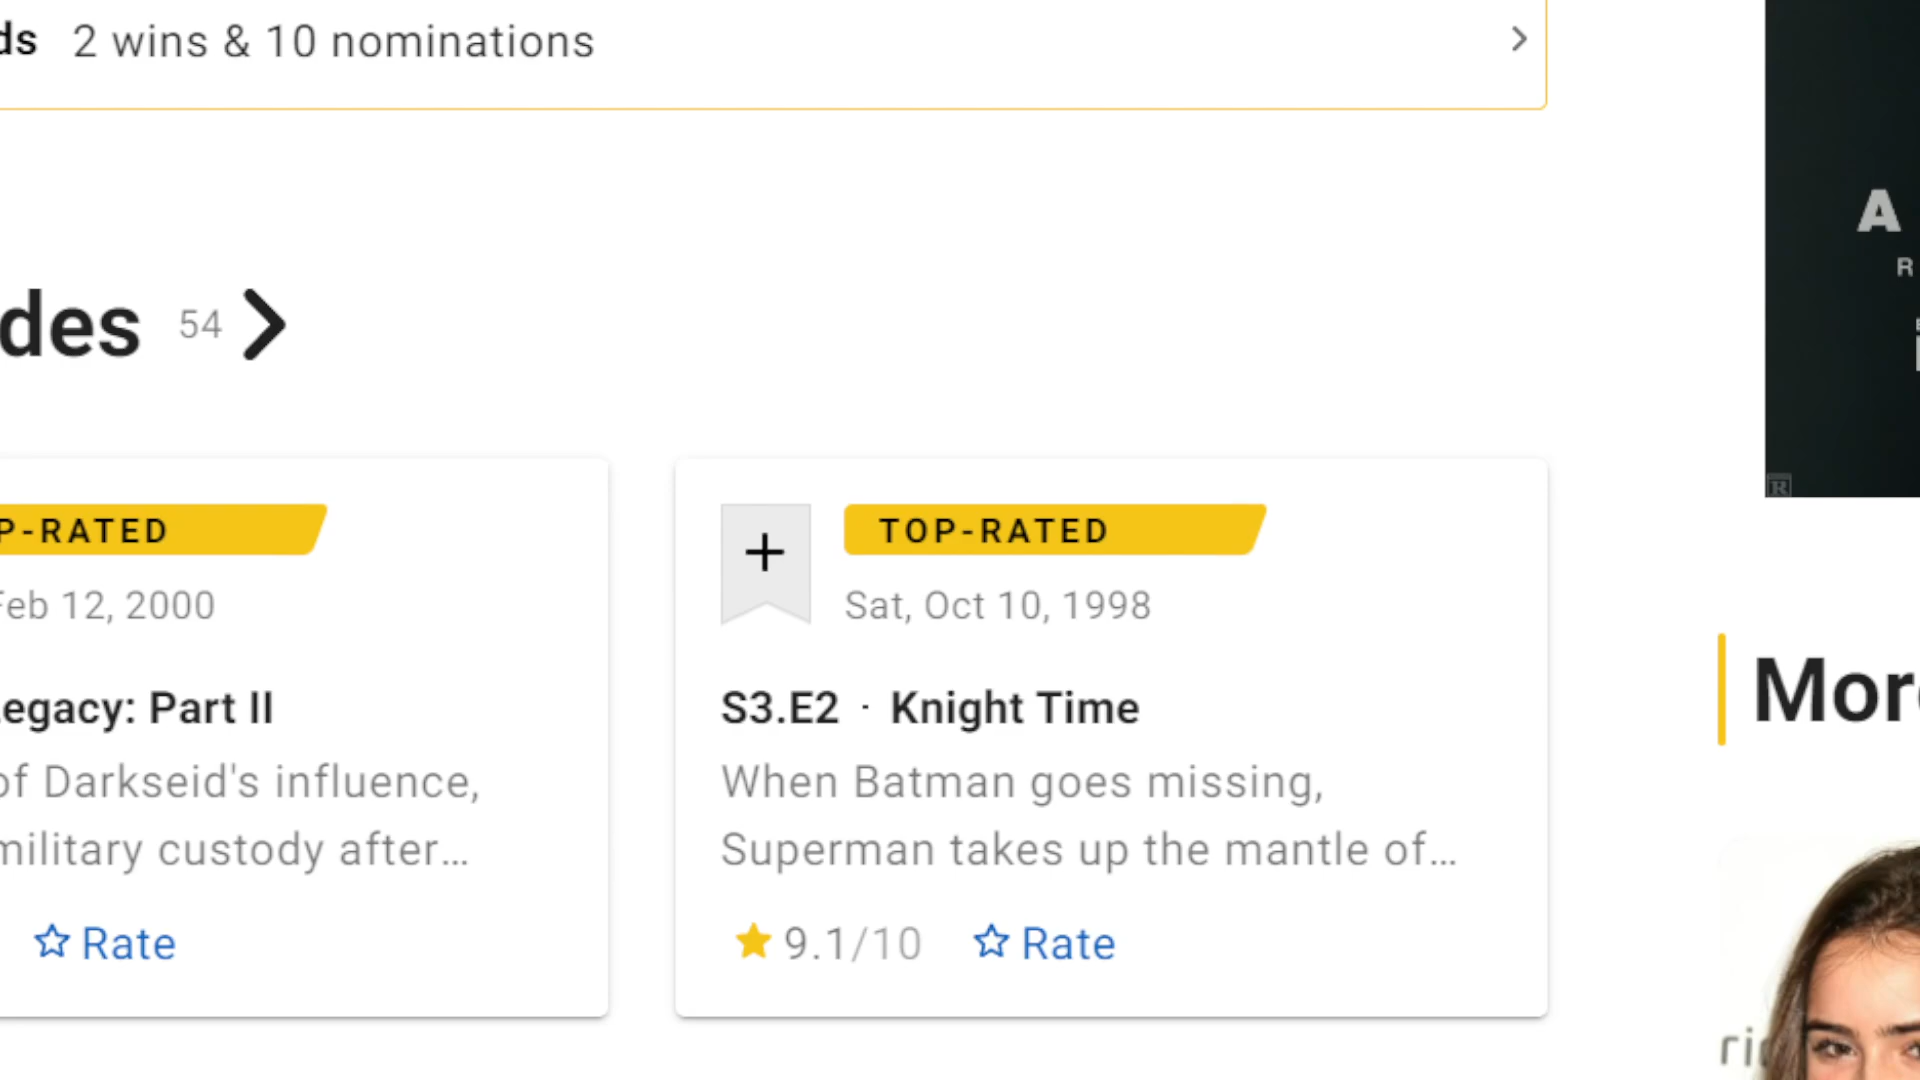 ds 2 wins & 10 nominations
des 54
P-RATED
Feb 12, 2000
Legacy: Part II
of Darkseid's influence,
military custody after...
Rate
TOP-RATED
Sat, Oct 10, 1998
S3.E2 · Knight Time
When Batman goes missing,
Superman takes up the mantle of...
9.1/10 Rate
A
R
R
More
ri